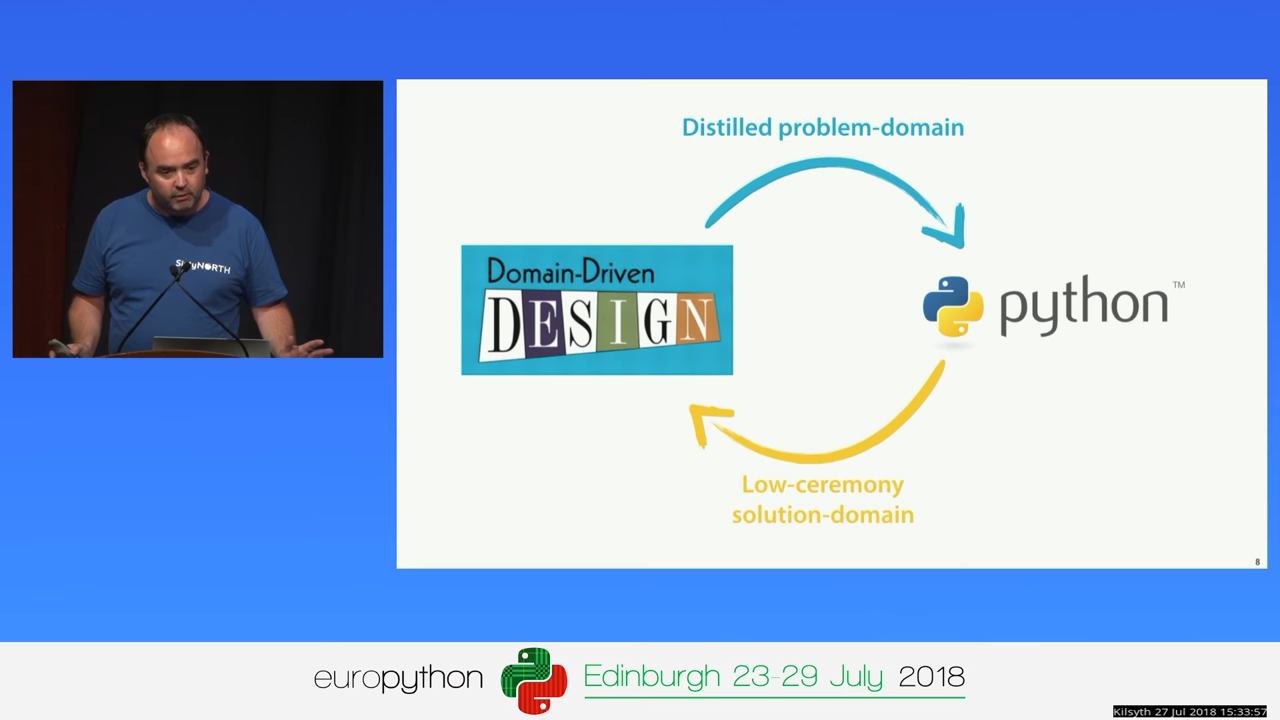 Distilled problem-domain
Domain-Driven
DESIGN
python™
Low-ceremony
solution-domain
8
europython
Edinburgh 23-29 July 2018
Kilsyth 27 Jul 2018 15:33:57